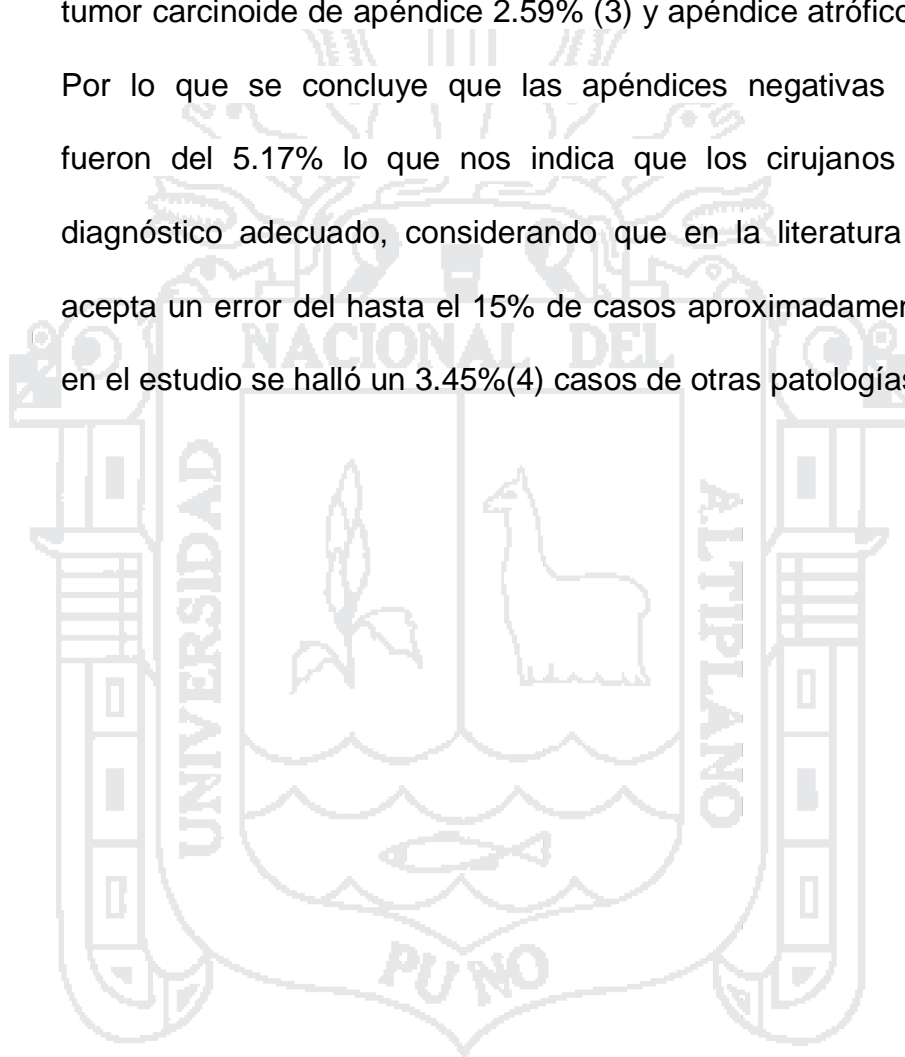 tumor carcinoide de apéndice 2.59% (3) y apéndice atrófico
Por lo que se concluye que las apéndices negativas
fueron del 5.17% lo que nos indica que los cirujanos
diagnóstico adecuado, considerando que en la literatura
acepta un error del hasta el 15% de casos
en el estudio se halló un 3.45%(4) casos de otras patologías
NACIONAL DEL
UNIVERSIDAD
ALTIPLANO
PUNO